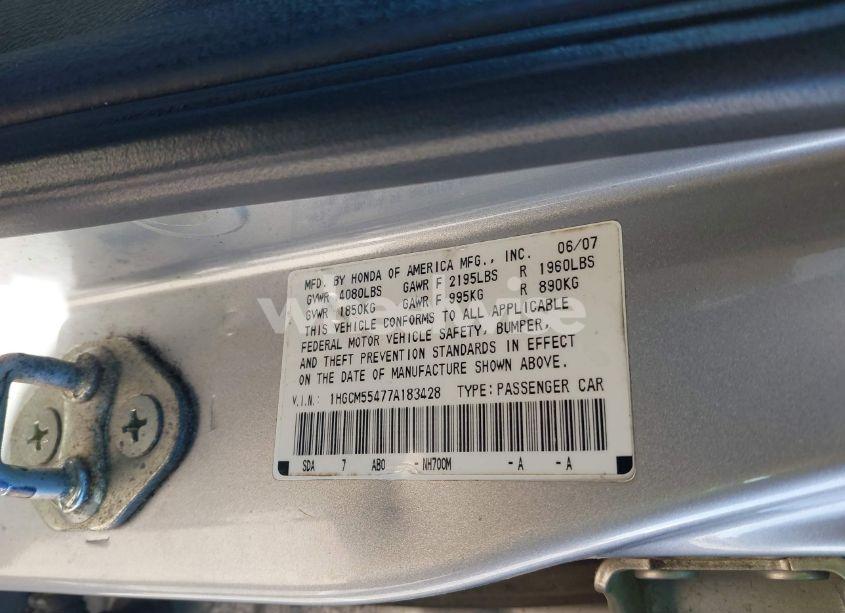 MFD. BY HONDA OF AMERICA MFG., INC. 06/07
GVWR 4080LBS GAWR F 2195LBS R 1960LBS
GVWR 1850KG GAWR F 995KG R 890KG
THIS VEHICLE CONFORMS TO ALL APPLICABLE
FEDERAL MOTOR VEHICLE SAFETY, BUMPER,
AND THEFT PREVENTION STANDARDS IN EFFECT
ON THE DATE OF MANUFACTURE SHOWN ABOVE.
V.I.N.: 1HGCM55477A183428 TYPE: PASSENGER CAR
SDA 7 AB0 - NH700M - A - A